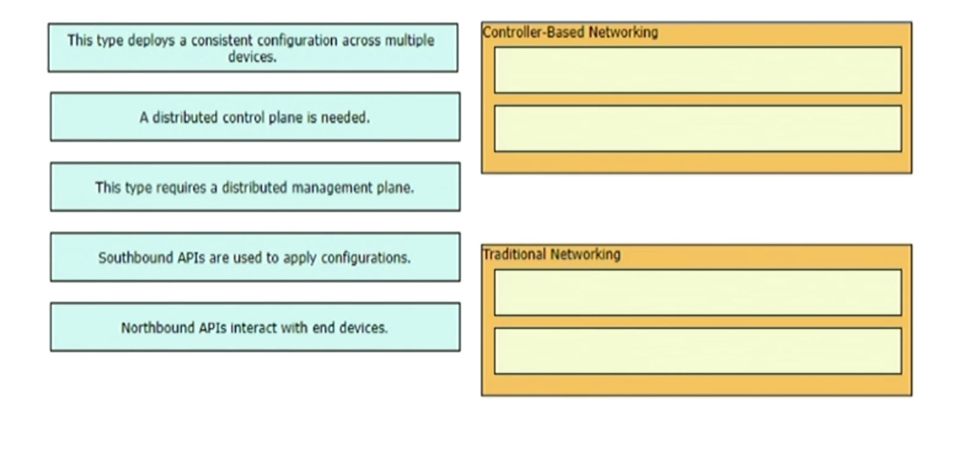 This type deploys a consistent configuration across multiple
devices.
A distributed control plane is needed.
This type requires a distributed management plane.
Southbound APIs are used to apply configurations.
Northbound APIs interact with end devices.
Controller-Based Networking
Traditional Networking